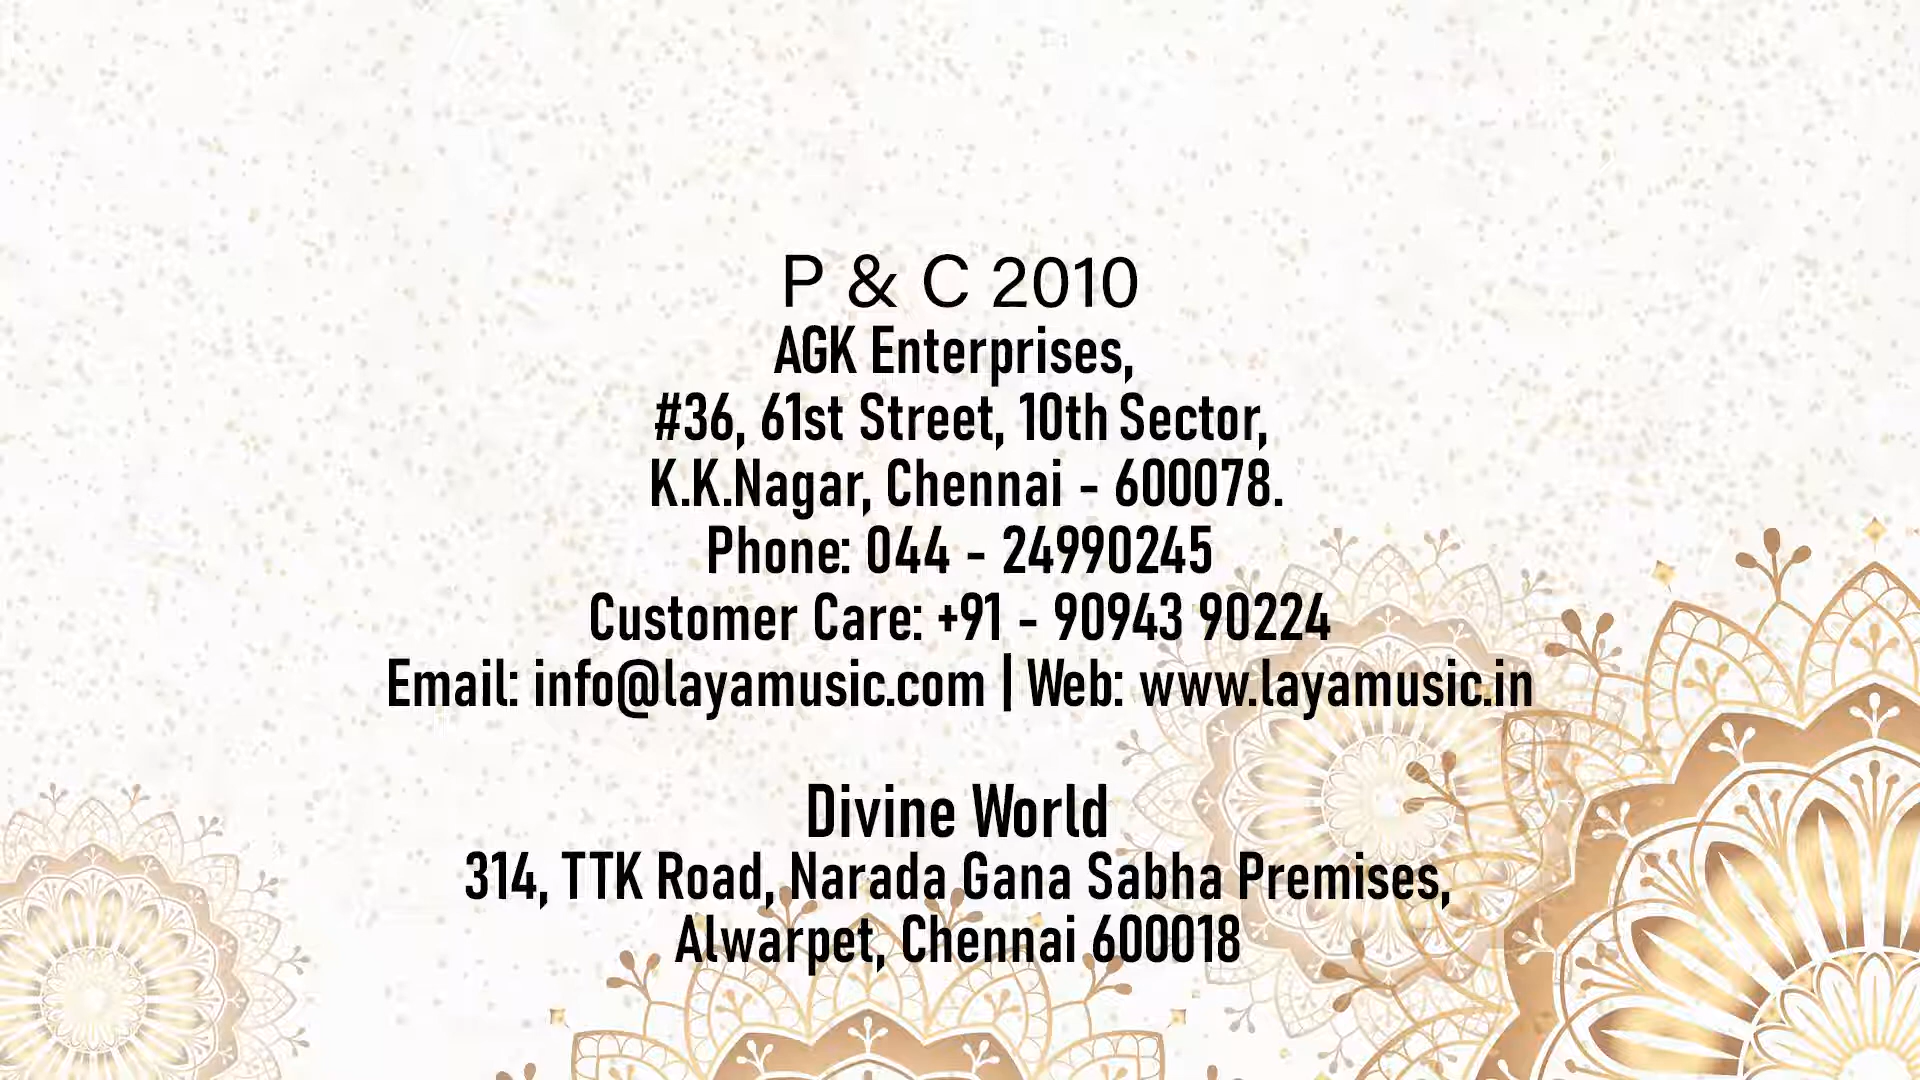 P & C 2010
AGK Enterprises,
#36, 61st Street, 10th Sector,
K.K.Nagar, Chennai - 600078.
Phone: 044 - 24990245
Customer Care: +91 - 90943 90224
Email: info@layamusic.com | Web: www.layamusic.in
Divine World
314, TTK Road, Narada Gana Sabha Premises,
Alwarpet, Chennai 600018